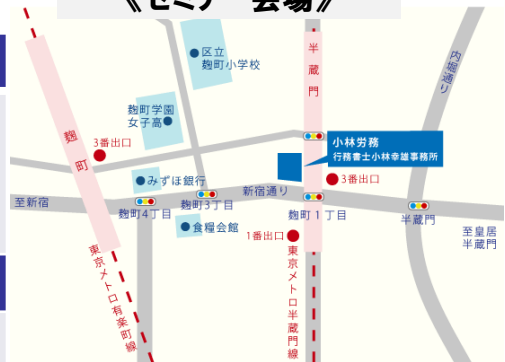 《セミナー会場》
区立
麹町小学校
半蔵門
内堀通り
麹町学園
女子高
麹町
3番出口
小林労務
行務書士小林幸雄事務所
みずほ銀行
3番出口
新宿通り
至新宿
麹町4丁目
麹町3丁目
麹町1丁目
半蔵門
食糧会館
1番出口
至皇居
半蔵門
東京メトロ有楽町線
東京メトロ半蔵門線